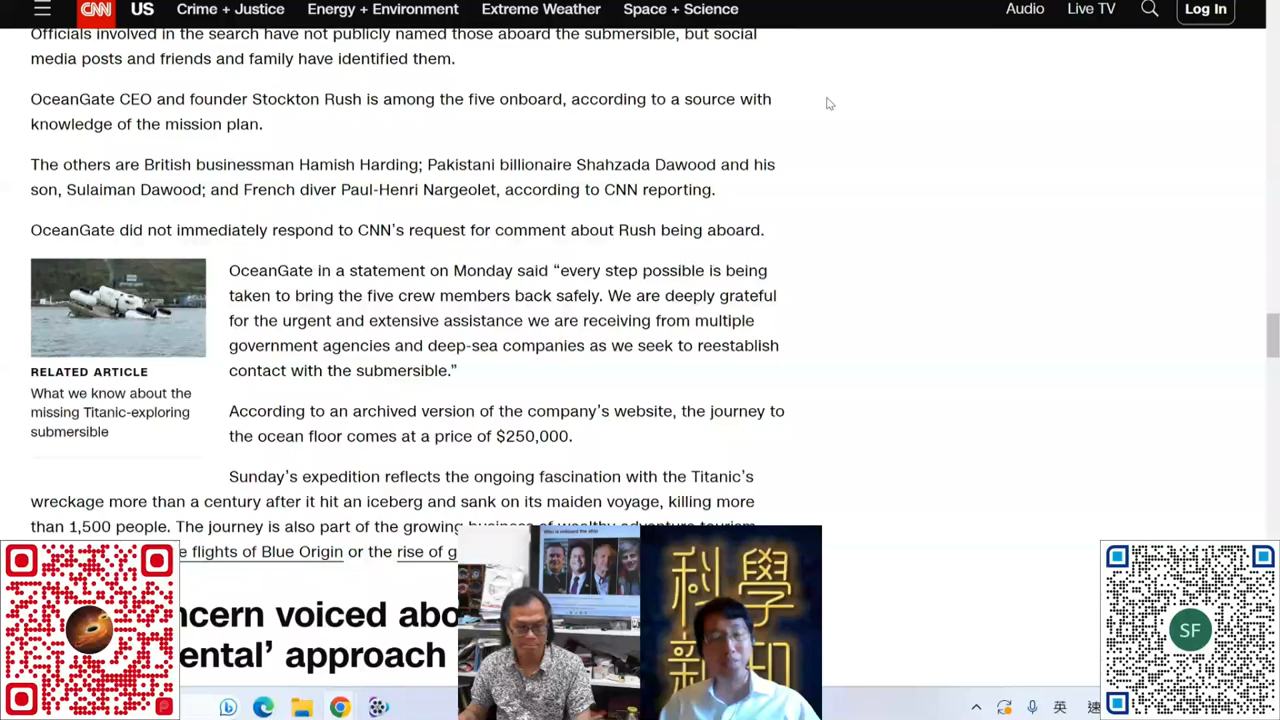 CNN US Crime + Justice Energy + Environment Extreme Weather Space + Science Audio Live TV Log In
Officials involved in the search have not publicly named those aboard the submersible, but social
media posts and friends and family have identified them.
OceanGate CEO and founder Stockton Rush is among the five onboard, according to a source with
knowledge of the mission plan.
The others are British businessman Hamish Harding; Pakistani billionaire Shahzada Dawood and his
son, Sulaiman Dawood; and French diver Paul-Henri Nargeolet, according to CNN reporting.
OceanGate did not immediately respond to CNN's request for comment about Rush being aboard.
OceanGate in a statement on Monday said “every step possible is being
taken to bring the five crew members back safely. We are deeply grateful
for the urgent and extensive assistance we are receiving from multiple
government agencies and deep-sea companies as we seek to reestablish
contact with the submersible.”
RELATED ARTICLE
What we know about the
missing Titanic-exploring
submersible
According to an archived version of the company's website, the journey to
the ocean floor comes at a price of $250,000.
Sunday's expedition reflects the ongoing fascination with the Titanic's
wreckage more than a century after it hit an iceberg and sank on its maiden voyage, killing more
than 1,500 people. The journey is also part of the growing business of wealthy adventure tourism
flights of Blue Origin or the rise of
ncern voiced abo
ental’ approach
科學
新知
SF
英 速